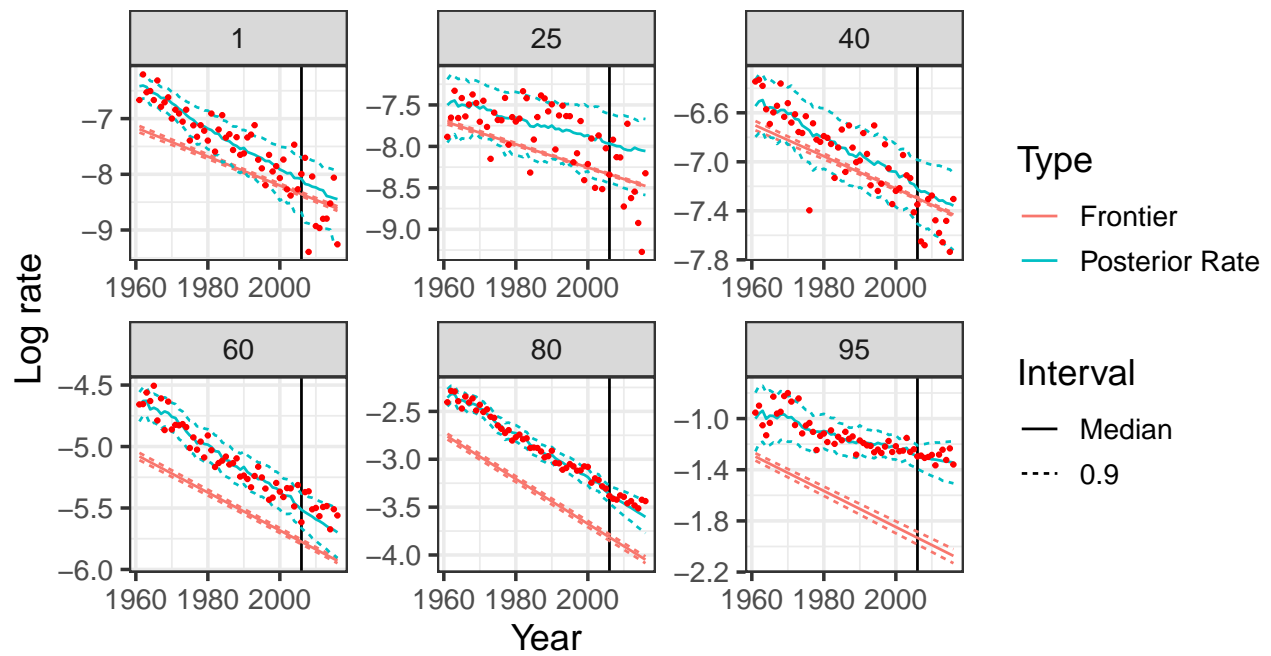 1
25
40
−7
−8
−9
−7.5
−8.0
−8.5
−9.0
−6.6
−7.0
−7.4
−7.8
1960 1980 2000
1960 1980 2000
1960 1980 2000
60
80
95
−4.5
−5.0
−5.5
−6.0
−2.5
−3.0
−3.5
−4.0
−1.0
−1.4
−1.8
−2.2
1960 1980 2000
1960 1980 2000
1960 1980 2000
Year
Log rate
Type
Frontier
Posterior Rate
Interval
Median
0.9